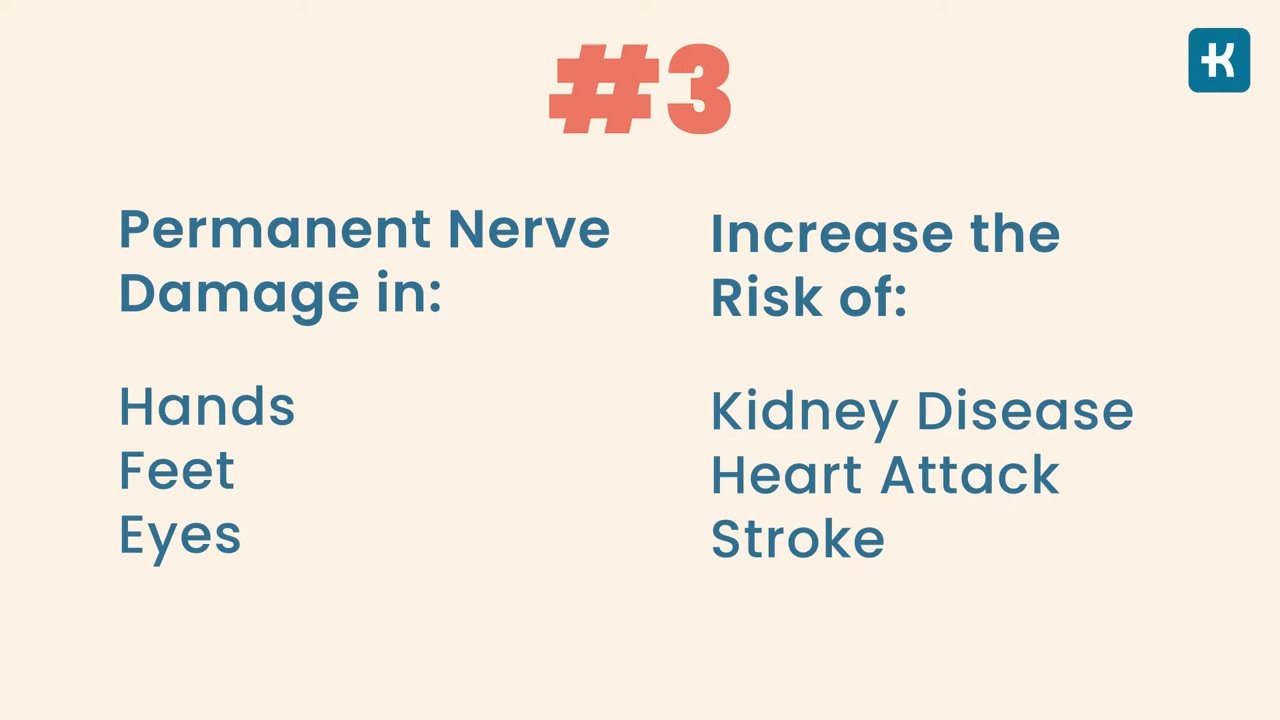 #3
K
Permanent Nerve
Damage in:
Hands
Feet
Eyes
Increase the
Risk of:
Kidney Disease
Heart Attack
Stroke